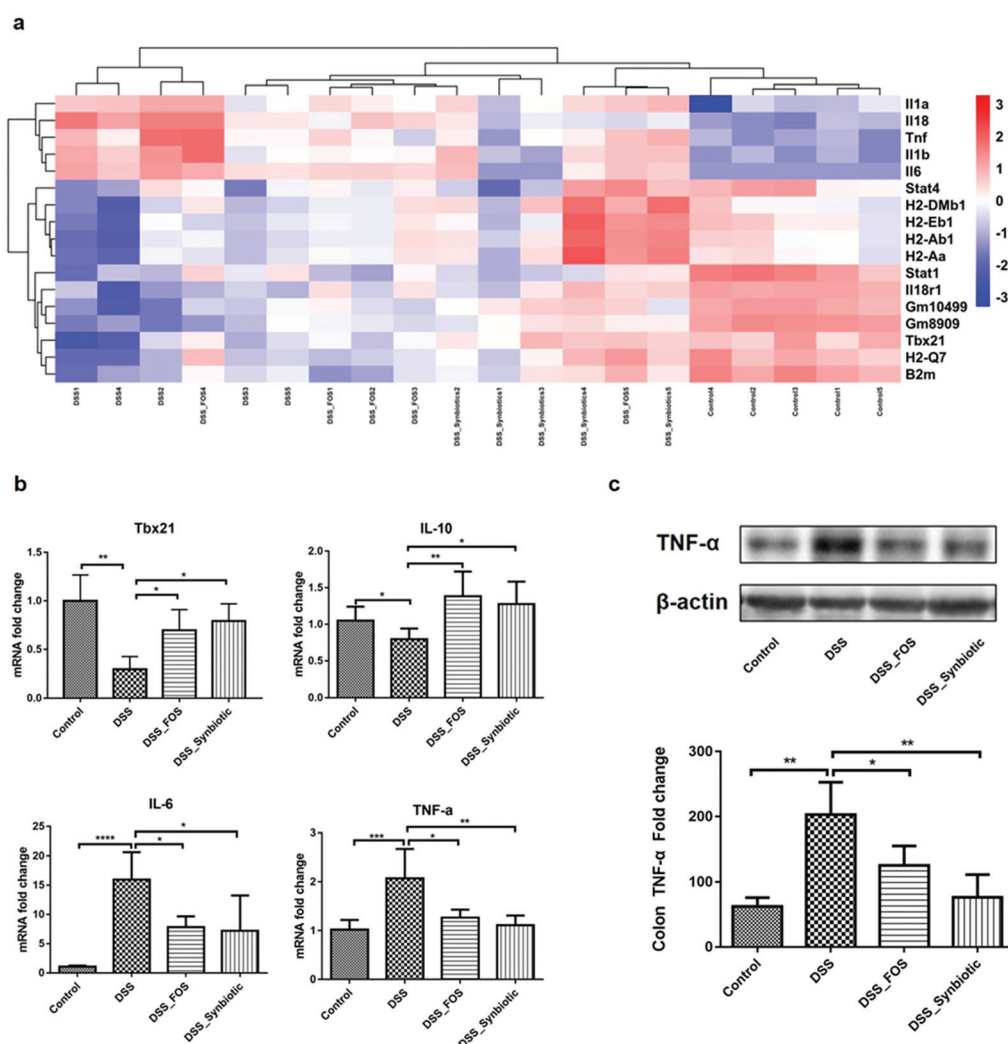 a
Il1a
Il18
Tnf
Il1b
Il6
Stat4
H2-DMb1
H2-Eb1
H2-Ab1
H2-Aa
Stat1
Il18r1
Gm10499
Gm8909
Tbx21
H2-Q7
B2m
3
2
1
0
-1
-2
-3
DSS1
DSS4
DSS2
DSS_FOS4
DSS3
DSS5
DSS_FOS1
DSS_FOS2
DSS_FOS3
DSS_Synbiotics2
DSS_Synbiotics1
DSS_Synbiotics3
DSS_Synbiotics4
DSS_FOS5
DSS_Synbiotics5
Control4
Control2
Control3
Control1
Control5
b
Tbx21
mRNA fold change
1.5
1.0
0.5
0.0
** * *
Control
DSS
DSS_FOS
DSS_Synbiotic
IL-10
mRNA fold change
2.0
1.5
1.0
0.5
0.0
* ** *
Control
DSS
DSS_FOS
DSS_Synbiotic
IL-6
mRNA fold change
25
20
15
10
5
0
**** * *
Control
DSS
DSS_FOS
DSS_Synbiotic
TNF-a
mRNA fold change
3
2
1
0
*** * **
Control
DSS
DSS_FOS
DSS_Synbiotic
c
TNF-α
β-actin
Control
DSS
DSS_FOS
DSS_Synbiotic
Colon TNF-α Fold change
300
200
100
0
** * **
Control
DSS
DSS_FOS
DSS_Synbiotic